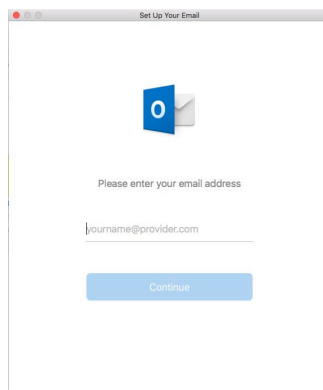 Set Up Your Email
O
Please enter your email address
yourname@provider.com
Continue